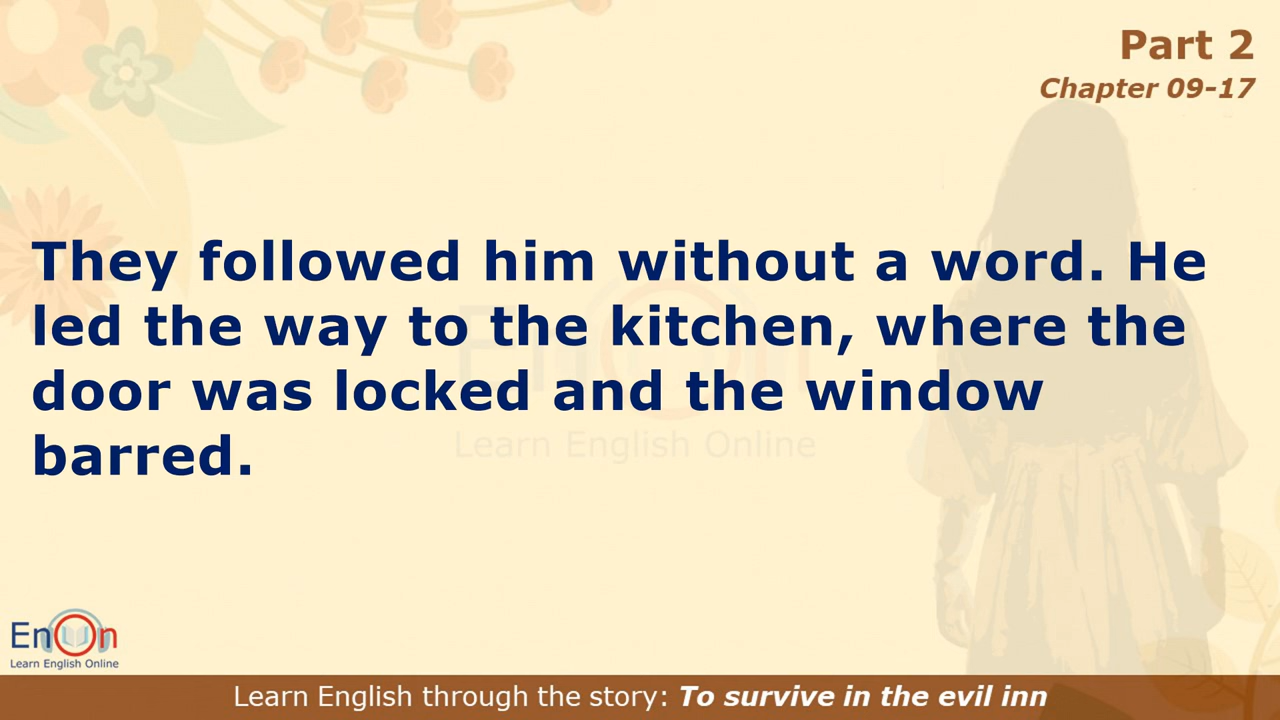 Part 2
Chapter 09-17
They followed him without a word. He
led the way to the kitchen, where the
door was locked and the window
barred.
EnOn
Learn English Online
EnOn
Learn English Online
Learn English through the story: To survive in the evil inn